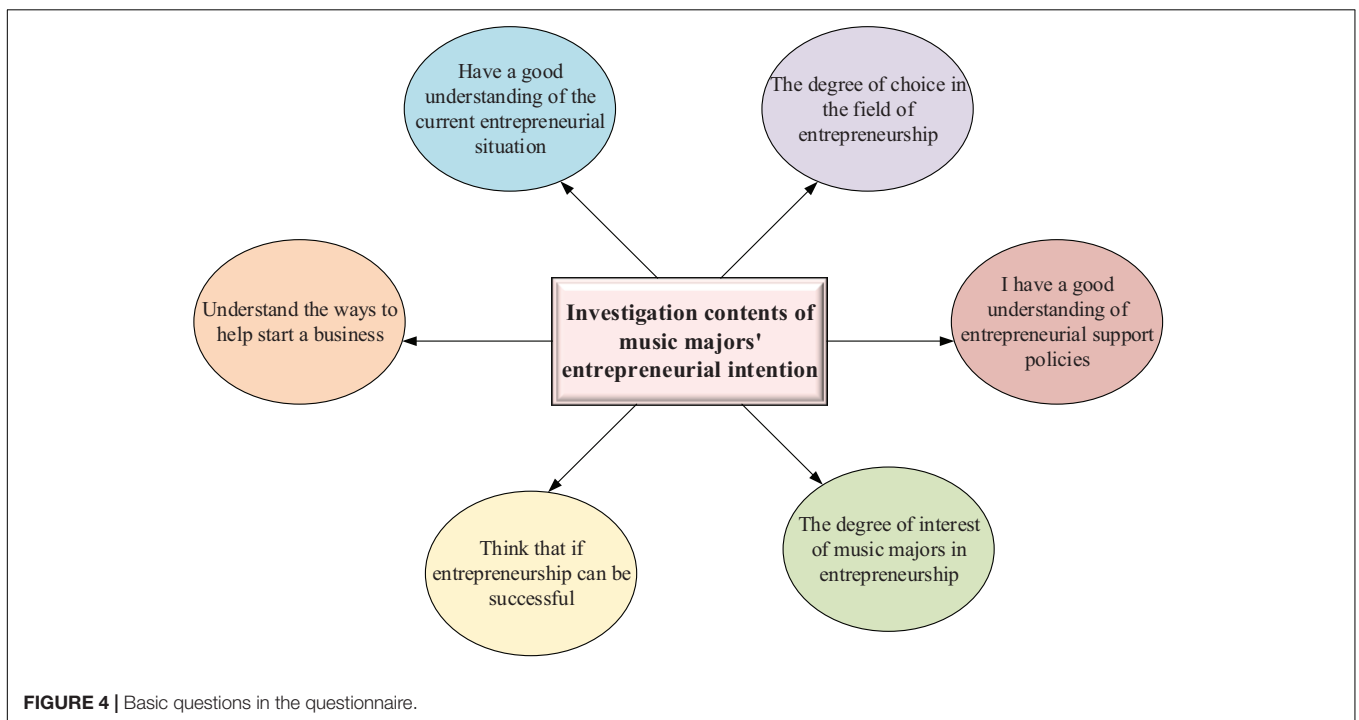 Have a good
understanding of the
current entrepreneurial
situation
The degree of choice in
the field of
entrepreneurship
Understand the ways to
help start a business
Investigation contents of
music majors'
entrepreneurial intention
I have a good
understanding of
entrepreneurial support
policies
Think that if
entrepreneurship can be
successful
The degree of interest
of music majors in
entrepreneurship
FIGURE 4 | Basic questions in the questionnaire.